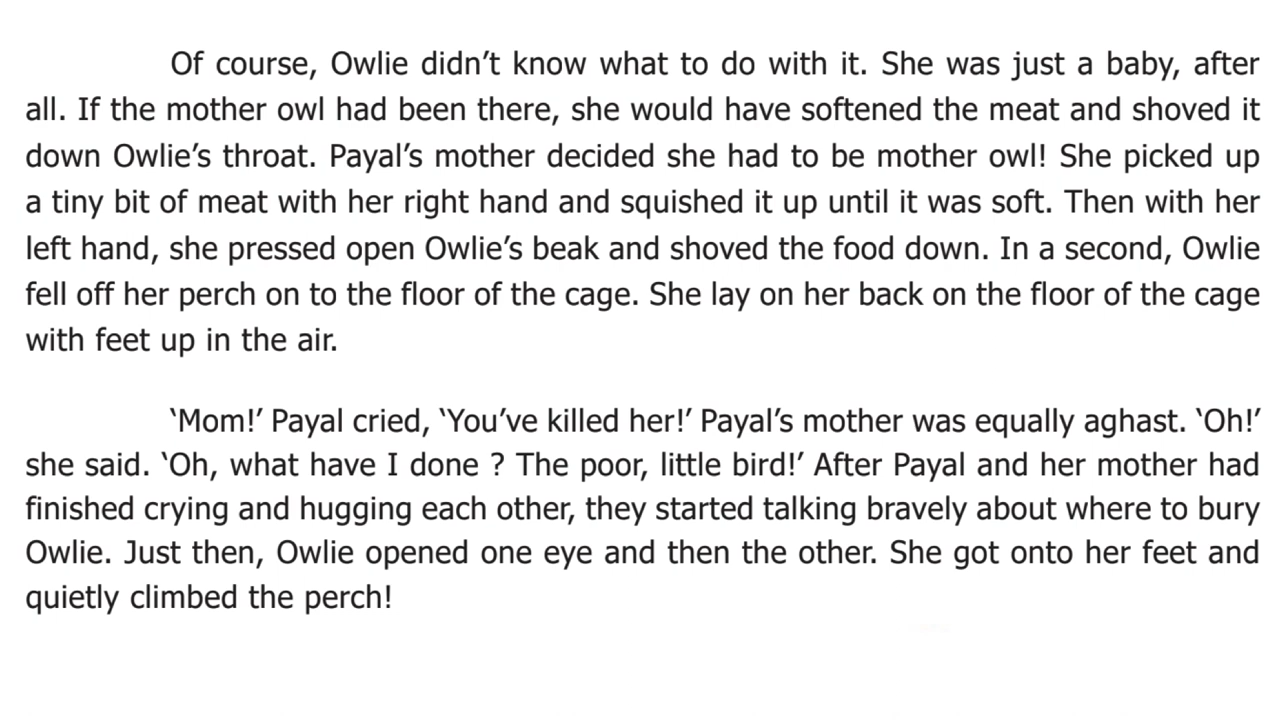 Of course, Owlie didn’t know what to do with it. She was just a baby, after
all. If the mother owl had been there, she would have softened the meat and shoved it
down Owlie’s throat. Payal’s mother decided she had to be mother owl! She picked up
a tiny bit of meat with her right hand and squished it up until it was soft. Then with her
left hand, she pressed open Owlie’s beak and shoved the food down. In a second, Owlie
fell off her perch on to the floor of the cage. She lay on her back on the floor of the cage
with feet up in the air.
‘Mom!’ Payal cried, ‘You’ve killed her!’ Payal’s mother was equally aghast. ‘Oh!’
she said. ‘Oh, what have I done ? The poor, little bird!’ After Payal and her mother had
finished crying and hugging each other, they started talking bravely about where to bury
Owlie. Just then, Owlie opened one eye and then the other. She got onto her feet and
quietly climbed the perch!